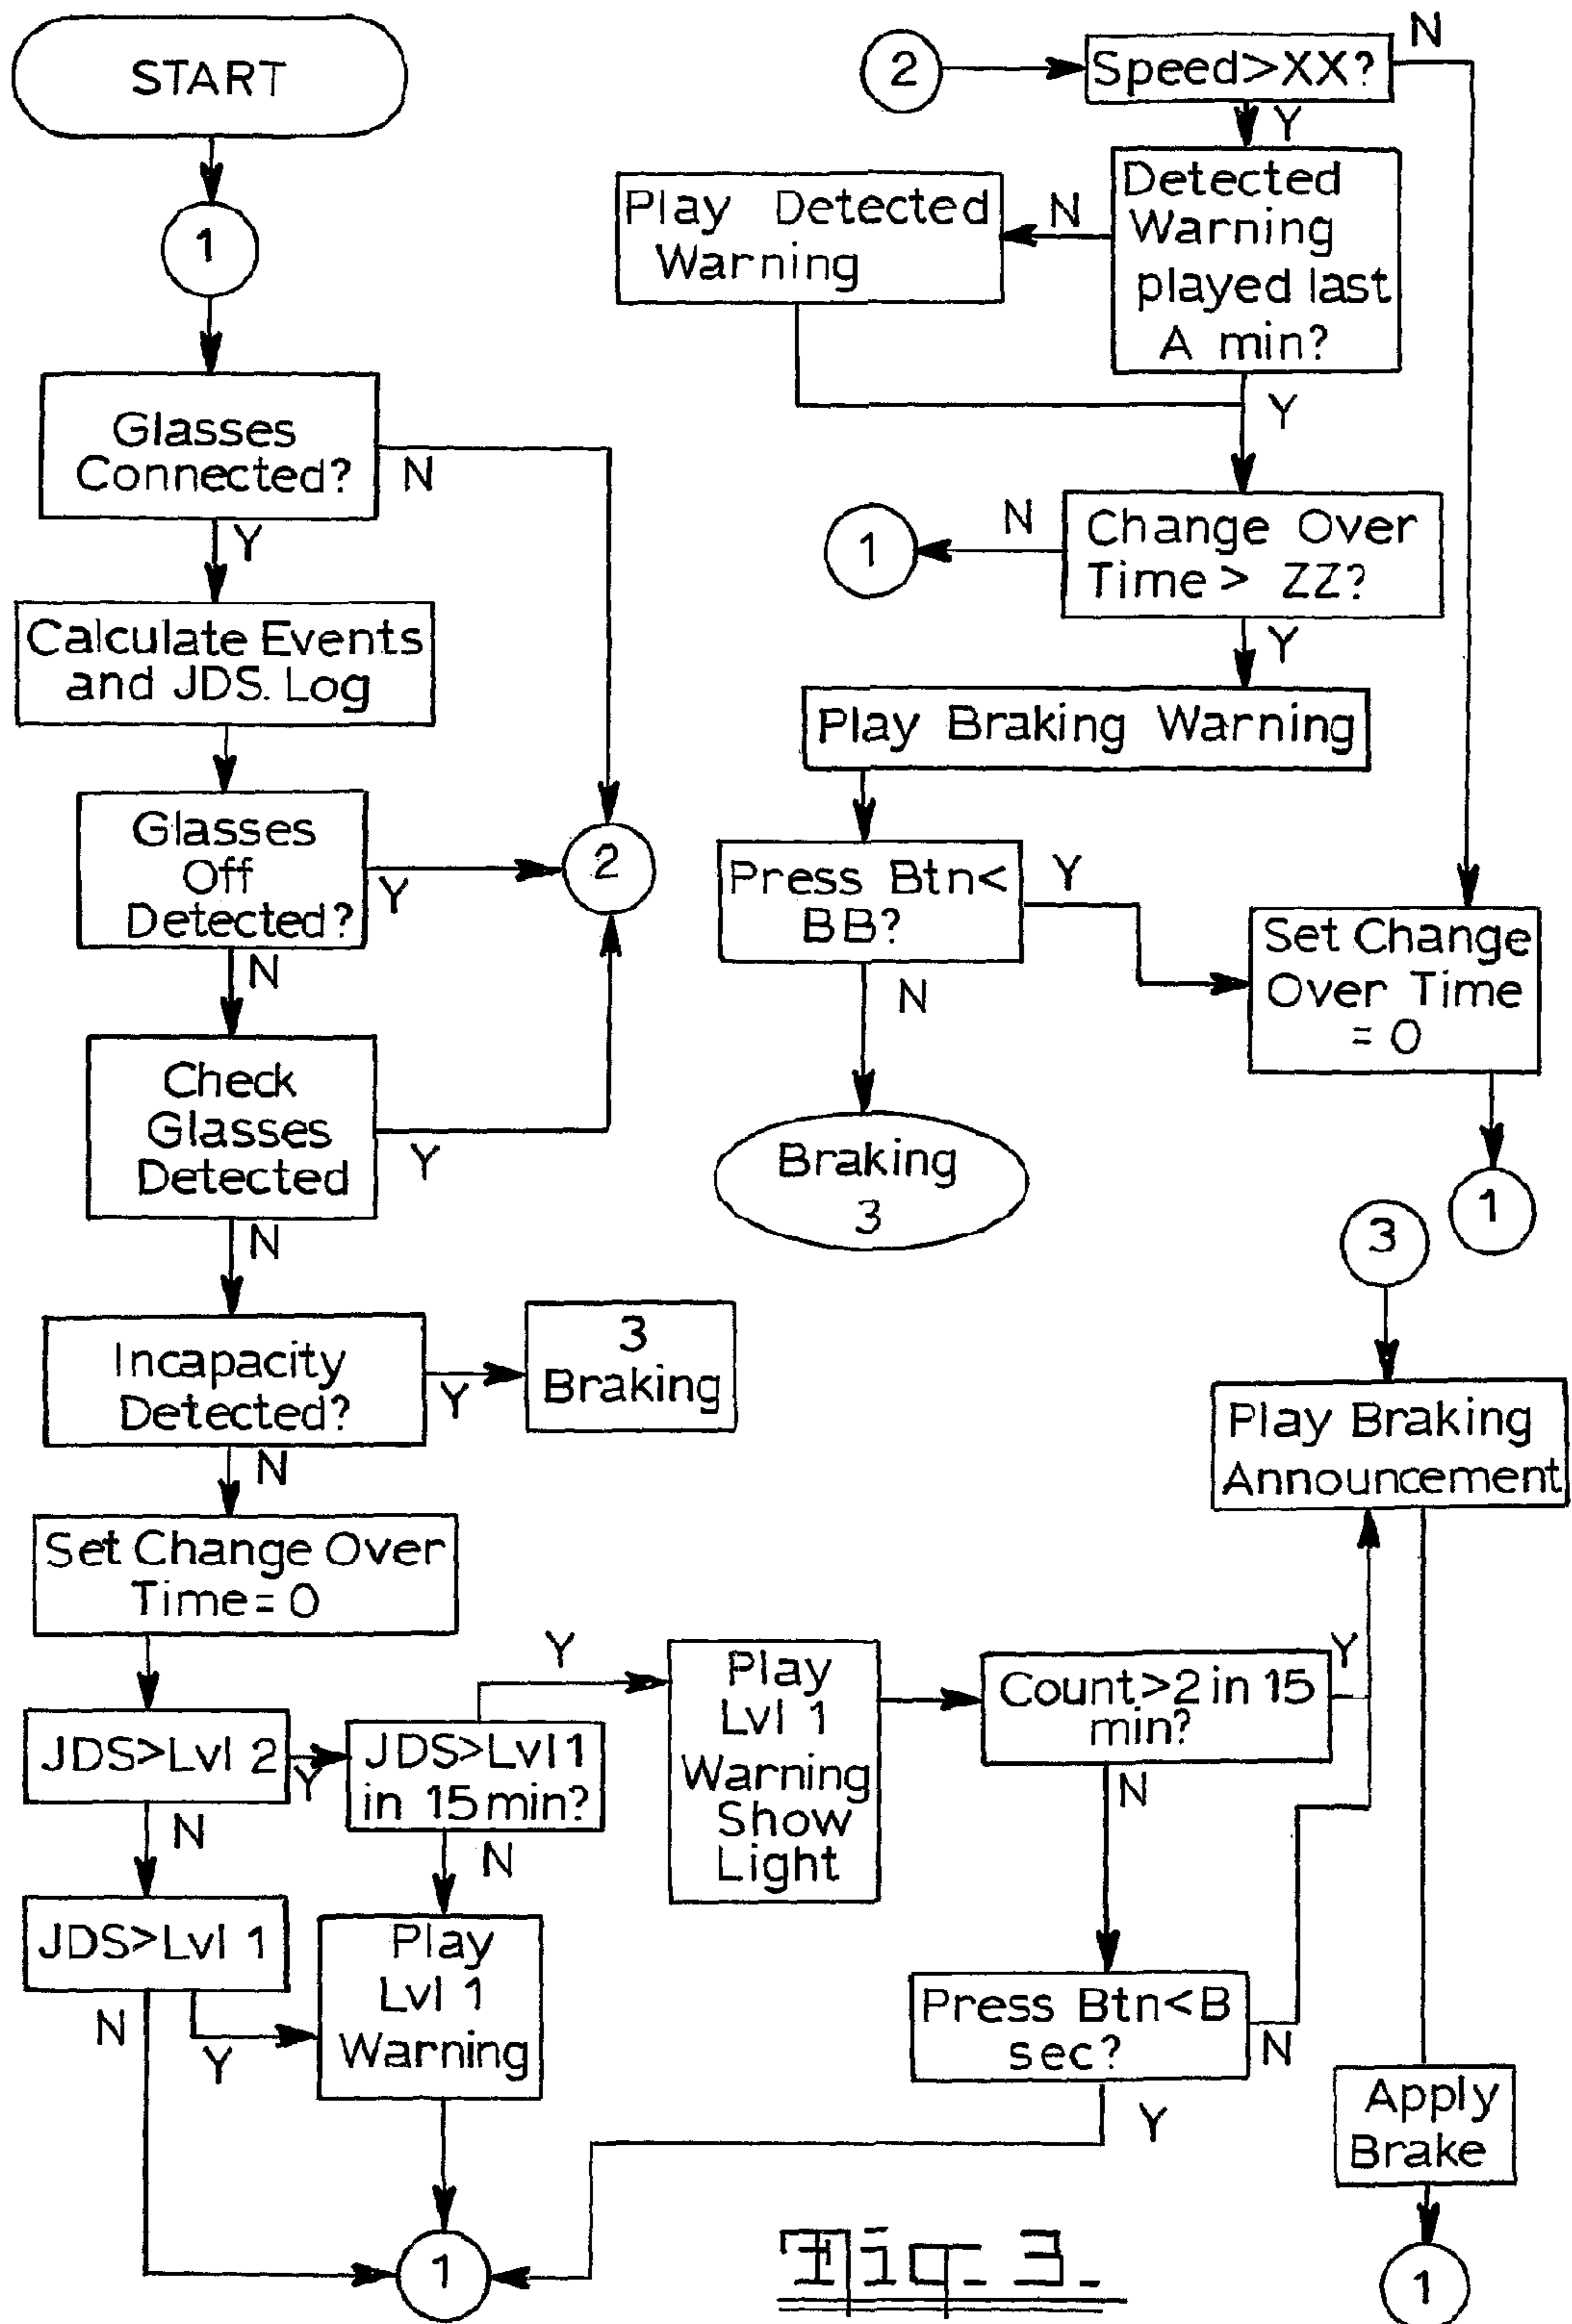 START
1
Glasses
Connected?
N
Y
Calculate Events
and JDS. Log
Glasses
Off
Detected?
Y
2
N
Check
Glasses
Detected
Y
N
Incapacity
Detected?
Y
3
Braking
N
Set Change Over
Time = 0
JDS>Lvl 2
Y
JDS>Lvl 1
in 15 min?
Y
N
N
JDS>Lvl 1
N
Y
Play
Lvl 1
Warning
1
Play
Lvl 1
Warning
Show
Light
Count>2 in 15
min?
Y
N
Press Btn<B
sec?
N
Y
2
Speed>XX?
N
Y
Detected
Warning
played last
A min?
N
Play Detected
Warning
Y
Change Over
Time > ZZ?
N
1
Y
Play Braking Warning
Press Btn<
BB?
Y
N
Braking
3
Set Change
Over Time
= 0
1
3
Play Braking
Announcement
Apply
Brake
1
Fig. 3.